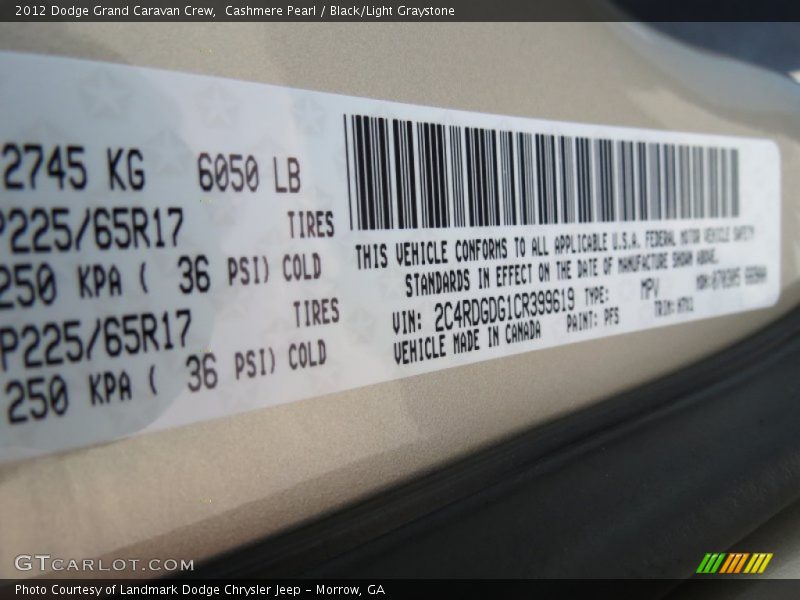 2012 Dodge Grand Caravan Crew, Cashmere Pearl / Black/Light Graystone
2745 KG 6050 LB
P225/65R17 TIRES
250 KPA ( 36 PSI) COLD
P225/65R17 TIRES
250 KPA ( 36 PSI) COLD
THIS VEHICLE CONFORMS TO ALL APPLICABLE U.S.A. FEDERAL MOTOR VEHICLE SAFETY
STANDARDS IN EFFECT ON THE DATE OF MANUFACTURE SHOWN ABOVE.
VIN: 2C4RDGDG1CR399619 TYPE: MPV
VEHICLE MADE IN CANADA PAINT: PFS TRIM:
GTCARLOT.COM
Photo Courtesy of Landmark Dodge Chrysler Jeep – Morrow, GA